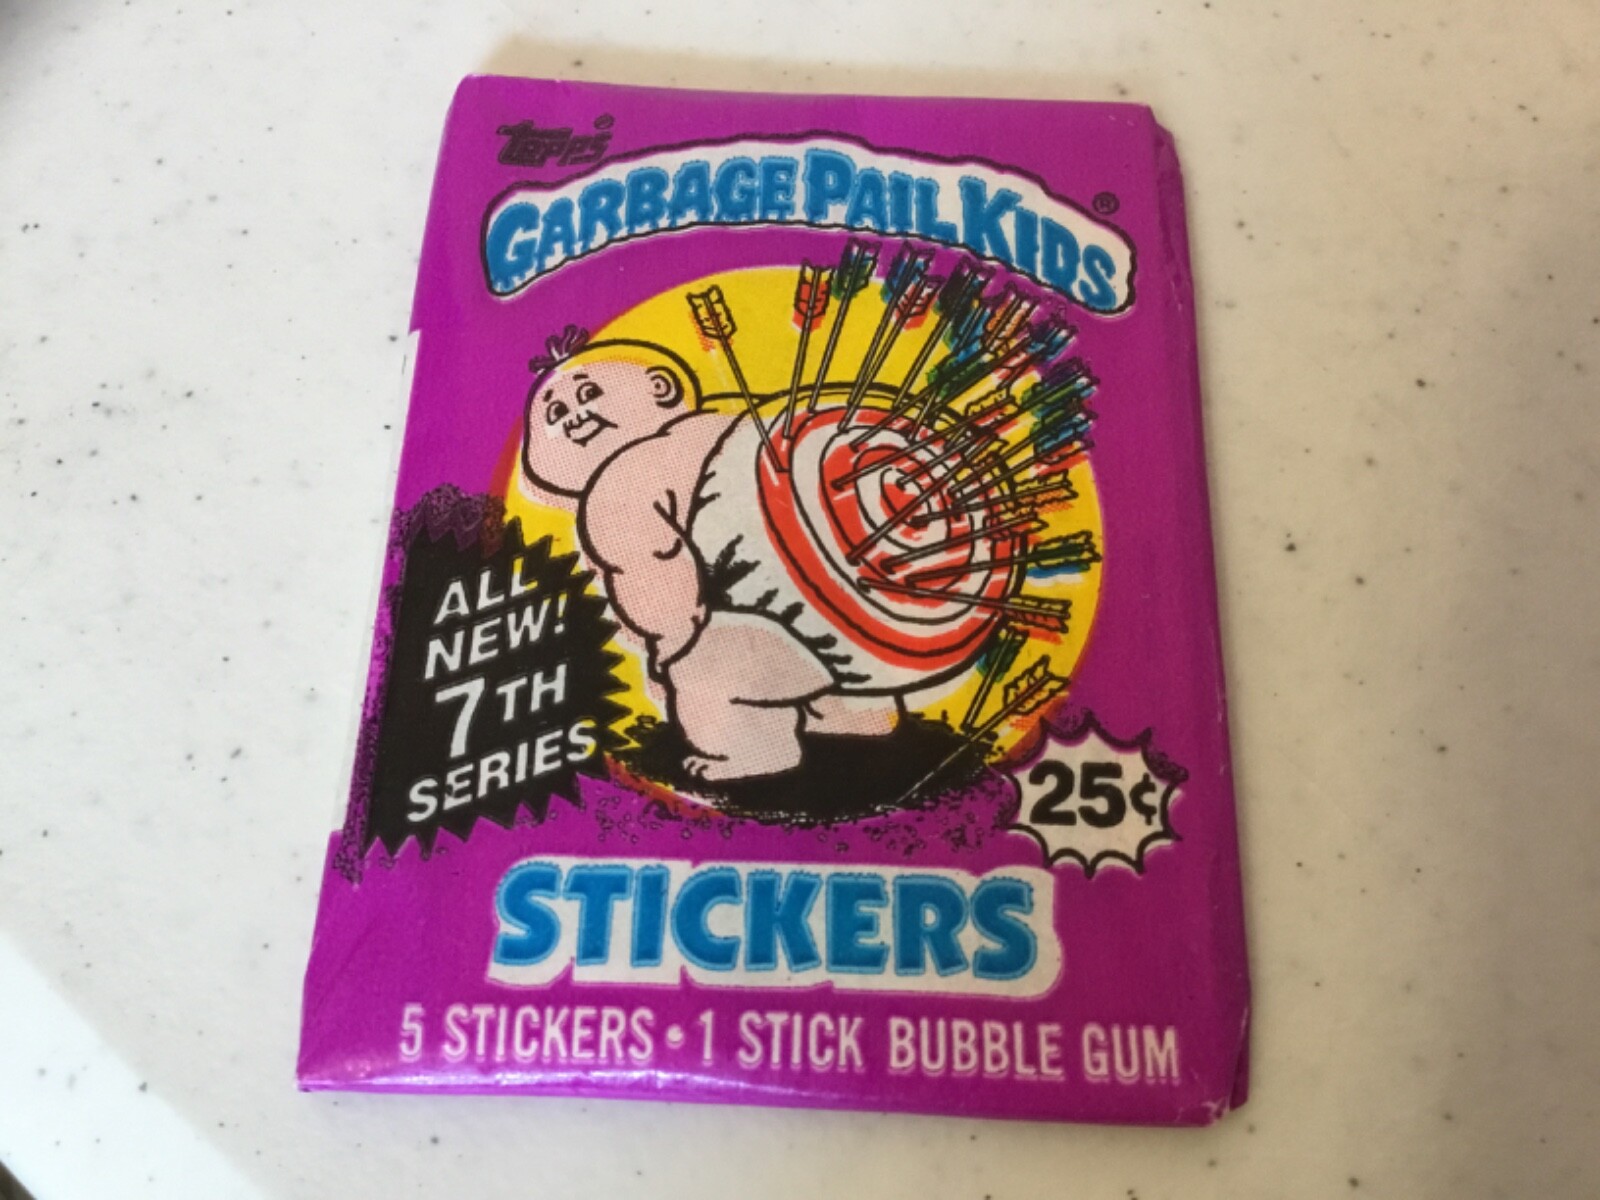 Topps®
GARBAGE PAIL KIDS®
ALL
NEW!
7TH
SERIES
25¢
STICKERS
5 STICKERS • 1 STICK BUBBLE GUM